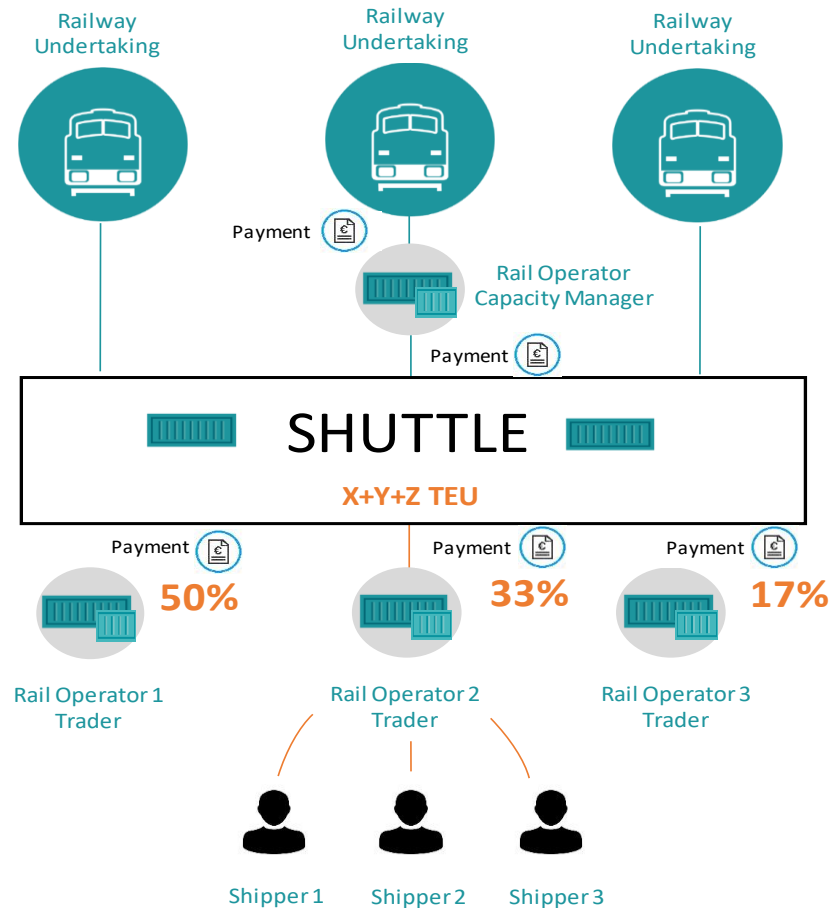 Railway
Undertaking
Railway
Undertaking
Railway
Undertaking
Payment
€
Rail Operator
Capacity Manager
Payment
€
SHUTTLE
X+Y+Z TEU
Payment
€
50%
Payment
€
33%
Payment
€
17%
Rail Operator 1
Trader
Rail Operator 2
Trader
Rail Operator 3
Trader
Shipper 1
Shipper 2
Shipper 3